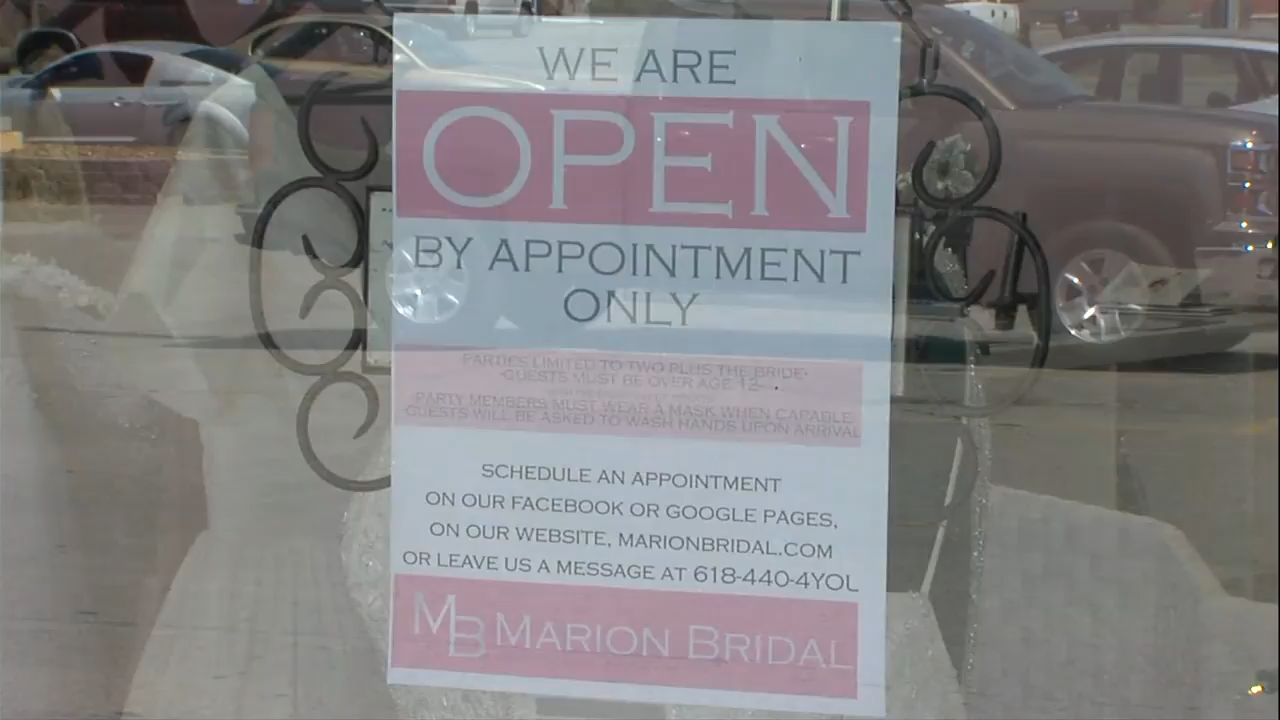 WE ARE
OPEN
BY APPOINTMENT
ONLY
PARTIES LIMITED TO TWO PLUS THE BRIDE
GUESTS MUST BE OVER AGE 12
PARTY MEMBERS MUST WEAR A MASK WHEN CAPABLE
GUESTS WILL BE ASKED TO WASH HANDS UPON ARRIVAL
SCHEDULE AN APPOINTMENT
ON OUR FACEBOOK OR GOOGLE PAGES,
ON OUR WEBSITE, MARIONBRIDAL.COM
OR LEAVE US A MESSAGE AT 618-440-4YOU
MB MARION BRIDAL